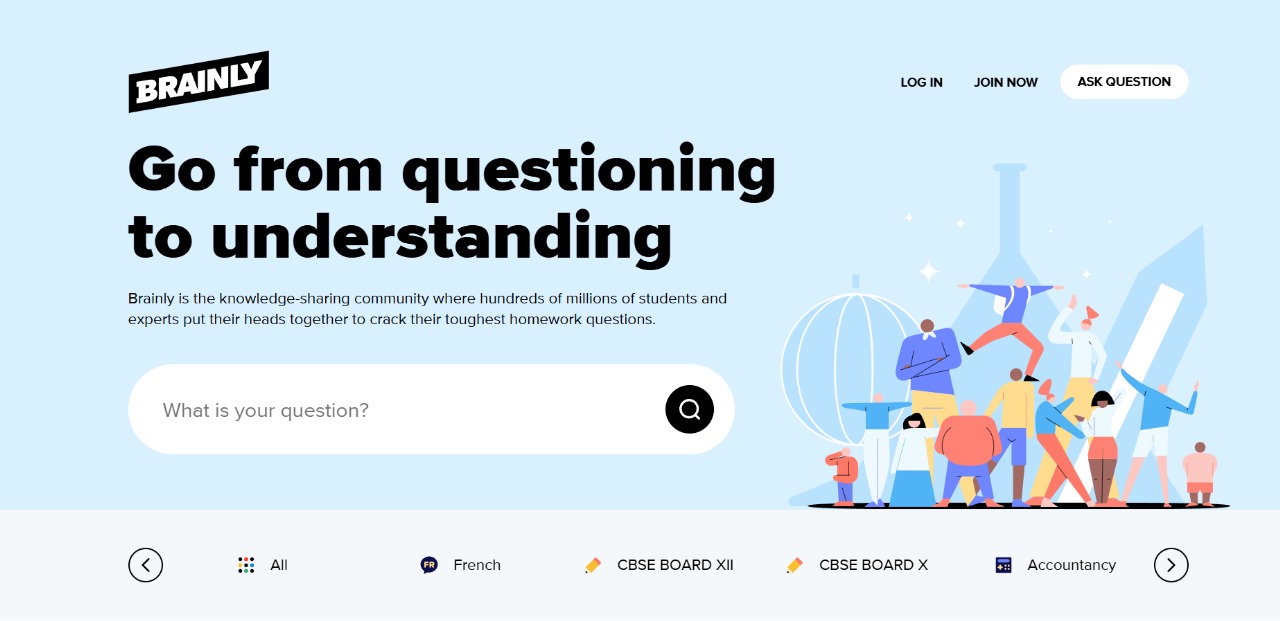 BRAINLY
LOG IN
JOIN NOW
ASK QUESTION
Go from questioning
to understanding
Brainly is the knowledge-sharing community where hundreds of millions of students and
experts put their heads together to crack their toughest homework questions.
What is your question?
All
FR
French
CBSE BOARD XII
CBSE BOARD X
Accountancy